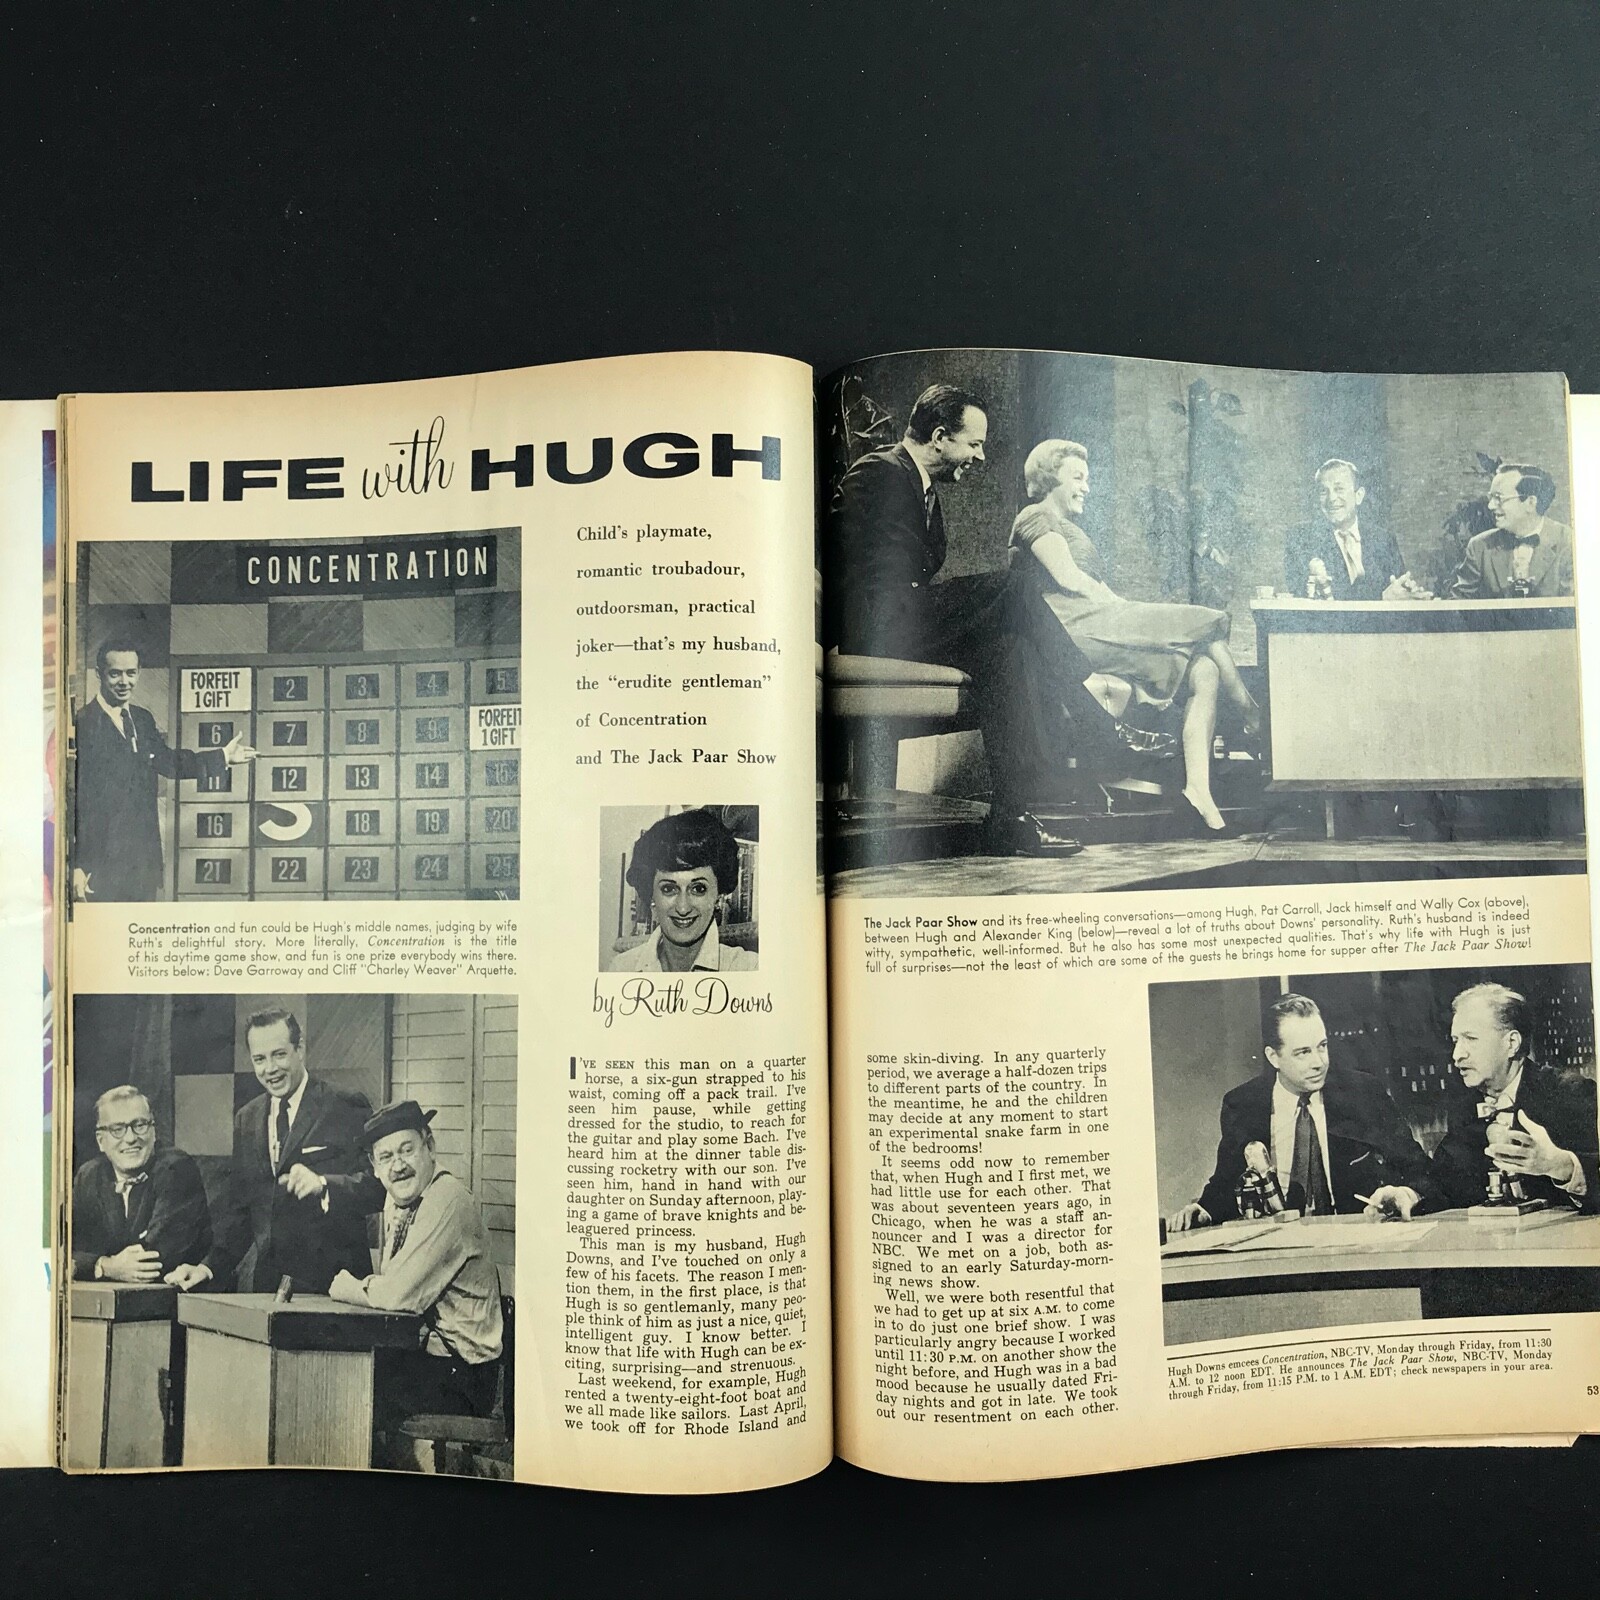 LIFE with HUGH
CONCENTRATION
FORFEIT
1 GIFT
2
3
4
5
6
7
8
9
FORFEIT
1 GIFT
11
12
13
14
15
16
18
19
20
21
22
23
24
25
Child's playmate,
romantic troubadour,
outdoorsman, practical
joker—that's my husband,
the "erudite gentleman"
of Concentration
and The Jack Paar Show
Concentration and fun could be Hugh's middle names, judging by wife
Ruth's delightful story. More literally, Concentration is the title
of his daytime game show, and fun is one prize everybody wins there.
Visitors below: Dave Garroway and Cliff "Charley Weaver" Arquette.
by Ruth Downs
I'VE SEEN this man on a quarter
horse, a six-gun strapped to his
waist, coming off a pack trail. I've
seen him pause, while getting
dressed for the studio, to reach for
the guitar and play some Bach. I've
heard him at the dinner table dis-
cussing rocketry with our son. I've
seen him, hand in hand with our
daughter on Sunday afternoon, play-
ing a game of brave knights and be-
leaguered princess.
This man is my husband, Hugh
Downs, and I've touched on only a
few of his facets. The reason I men-
tion them, in the first place, is that
Hugh is so gentlemanly, many peo-
ple think of him as just a nice, quiet,
intelligent guy. I know better. I
know that life with Hugh can be ex-
citing, surprising—and strenuous.
Last weekend, for example, Hugh
rented a twenty-eight-foot boat and
we all made like sailors. Last April,
we took off for Rhode Island and
The Jack Paar Show and its free-wheeling conversations—among Hugh, Pat Carroll, Jack himself and Wally Cox (above),
between Hugh and Alexander King (below)—reveal a lot of truths about Downs' personality. Ruth's husband is indeed
witty, sympathetic, well-informed. But he also has some most unexpected qualities. That's why life with Hugh is just
full of surprises—not the least of which are some of the guests he brings home for supper after The Jack Paar Show!
some skin-diving. In any quarterly
period, we average a half-dozen trips
to different parts of the country. In
the meantime, he and the children
may decide at any moment to start
an experimental snake farm in one
of the bedrooms!
It seems odd now to remember
that, when Hugh and I first met, we
had little use for each other. That
was about seventeen years ago, in
Chicago, when he was a staff an-
nouncer and I was a director for
NBC. We met on a job, both as-
signed to an early Saturday-morn-
ing news show.
Well, we were both resentful that
we had to get up at six A.M. to come
in to do just one brief show. I was
particularly angry because I worked
until 11:30 P.M. on another show the
night before, and Hugh was in a bad
mood because he usually dated Fri-
day nights and got in late. We took
out our resentment on each other.
Hugh Downs emcees Concentration, NBC-TV, Monday through Friday, from 11:30
A.M. to 12 noon EDT. He announces The Jack Paar Show, NBC-TV, Monday
through Friday, from 11:15 P.M. to 1 A.M. EDT; check newspapers in your area.
53